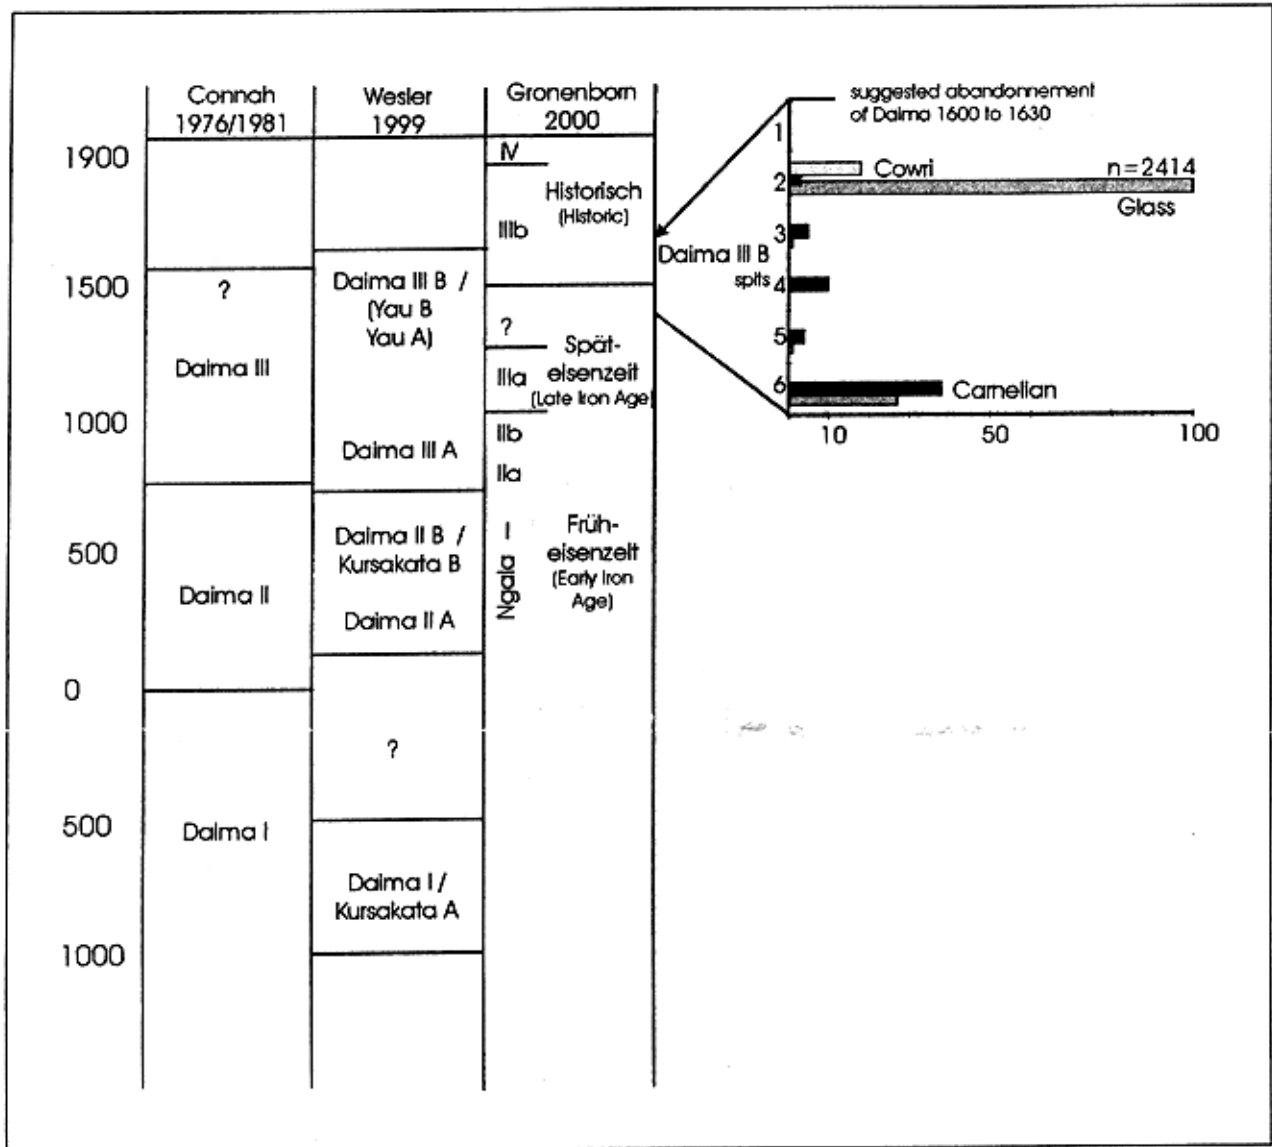 Connah
1976/1981
Wesler
1999
Gronenborn
2000
1900
1500
1000
500
0
500
1000
?
Daima III
Daima II
Daima I
Daima III B /
(Yau B
Yau A)
Daima III A
Daima II B /
Kursakata B
Daima II A
?
Daima I /
Kursakata A
IV
IIIb
?
IIIa
IIb
IIa
Ngala I
Historisch
(Historic)
Spät-
eisenzeit
(Late Iron Age)
Früh-
eisenzeit
(Early Iron
Age)
suggested abandonnement
of Daima 1600 to 1630
Daima III B
spits
1
2
3
4
5
6
Cowri
n=2414
Glass
Carnelian
10 50 100